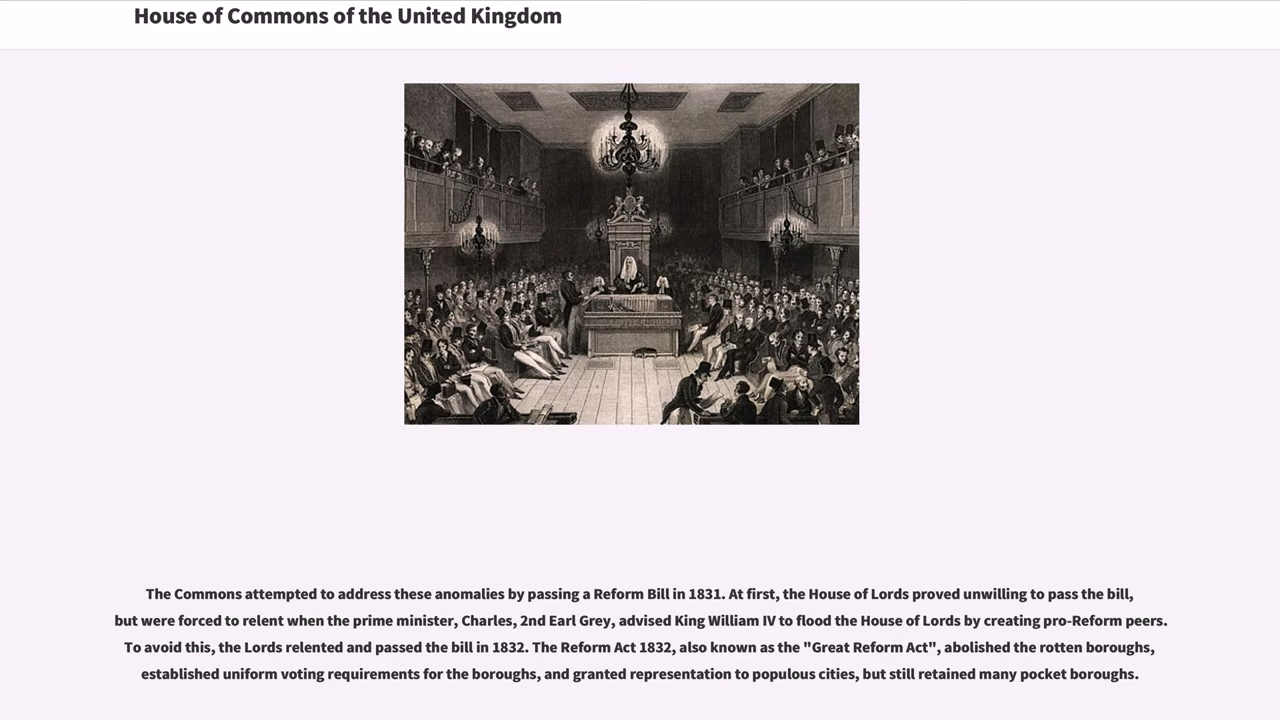 House of Commons of the United Kingdom
The Commons attempted to address these anomalies by passing a Reform Bill in 1831. At first, the House of Lords proved unwilling to pass the bill,
but were forced to relent when the prime minister, Charles, 2nd Earl Grey, advised King William IV to flood the House of Lords by creating pro-Reform peers.
To avoid this, the Lords relented and passed the bill in 1832. The Reform Act 1832, also known as the "Great Reform Act", abolished the rotten boroughs,
established uniform voting requirements for the boroughs, and granted representation to populous cities, but still retained many pocket boroughs.